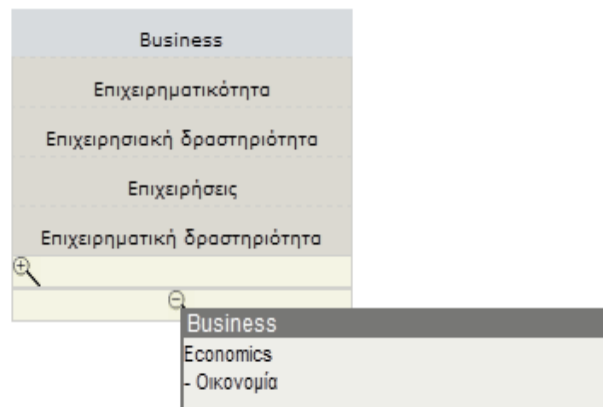 Business
Επιχειρηματικότητα
Επιχειρησιακή δραστηριότητα
Επιχειρήσεις
Επιχειρηματική δραστηριότητα
Business
Economics
- Οικονομία